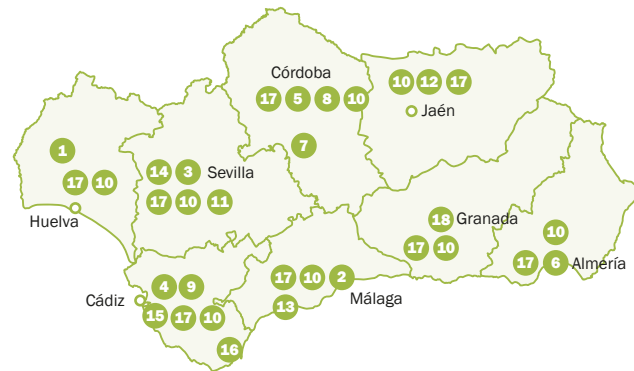 Córdoba
17 5 8 10
7
10 12 17
Jaén
1
17 10
Huelva
14 3 Sevilla
17 10 11
18 Granada
17 10
10
17 6 Almería
4 9
Cádiz
15 17 10
16
17 10 2
Málaga
13